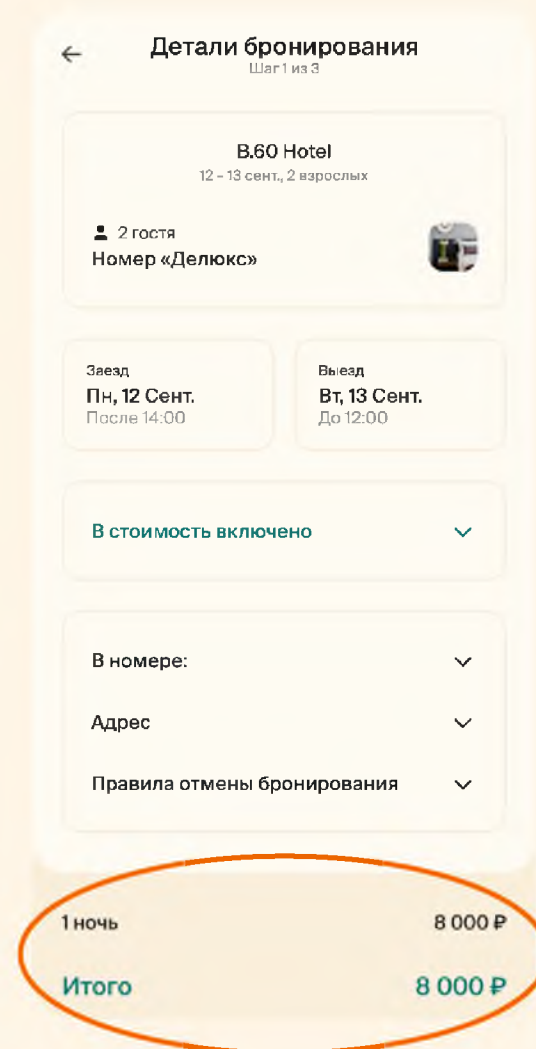 Детали бронирования
Шаг 1 из 3
B.60 Hotel
12 – 13 сент., 2 взрослых
2 гостя
Номер «Делюкс»
Заезд
Пн, 12 Сент.
После 14:00
Выезд
Вт, 13 Сент.
До 12:00
В стоимость включено
В номере:
Адрес
Правила отмены бронирования
1 ночь 8 000 ₽
Итого 8 000 ₽